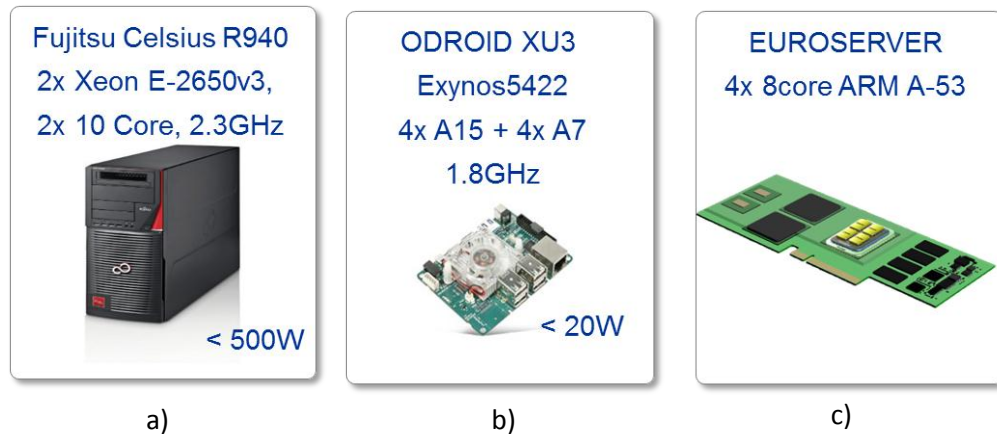 Fujitsu Celsius R940
2x Xeon E-2650v3,
2x 10 Core, 2.3GHz
< 500W
a)
ODROID XU3
Exynos5422
4x A15 + 4x A7
1.8GHz
< 20W
b)
EUROSERVER
4x 8core ARM A-53
c)